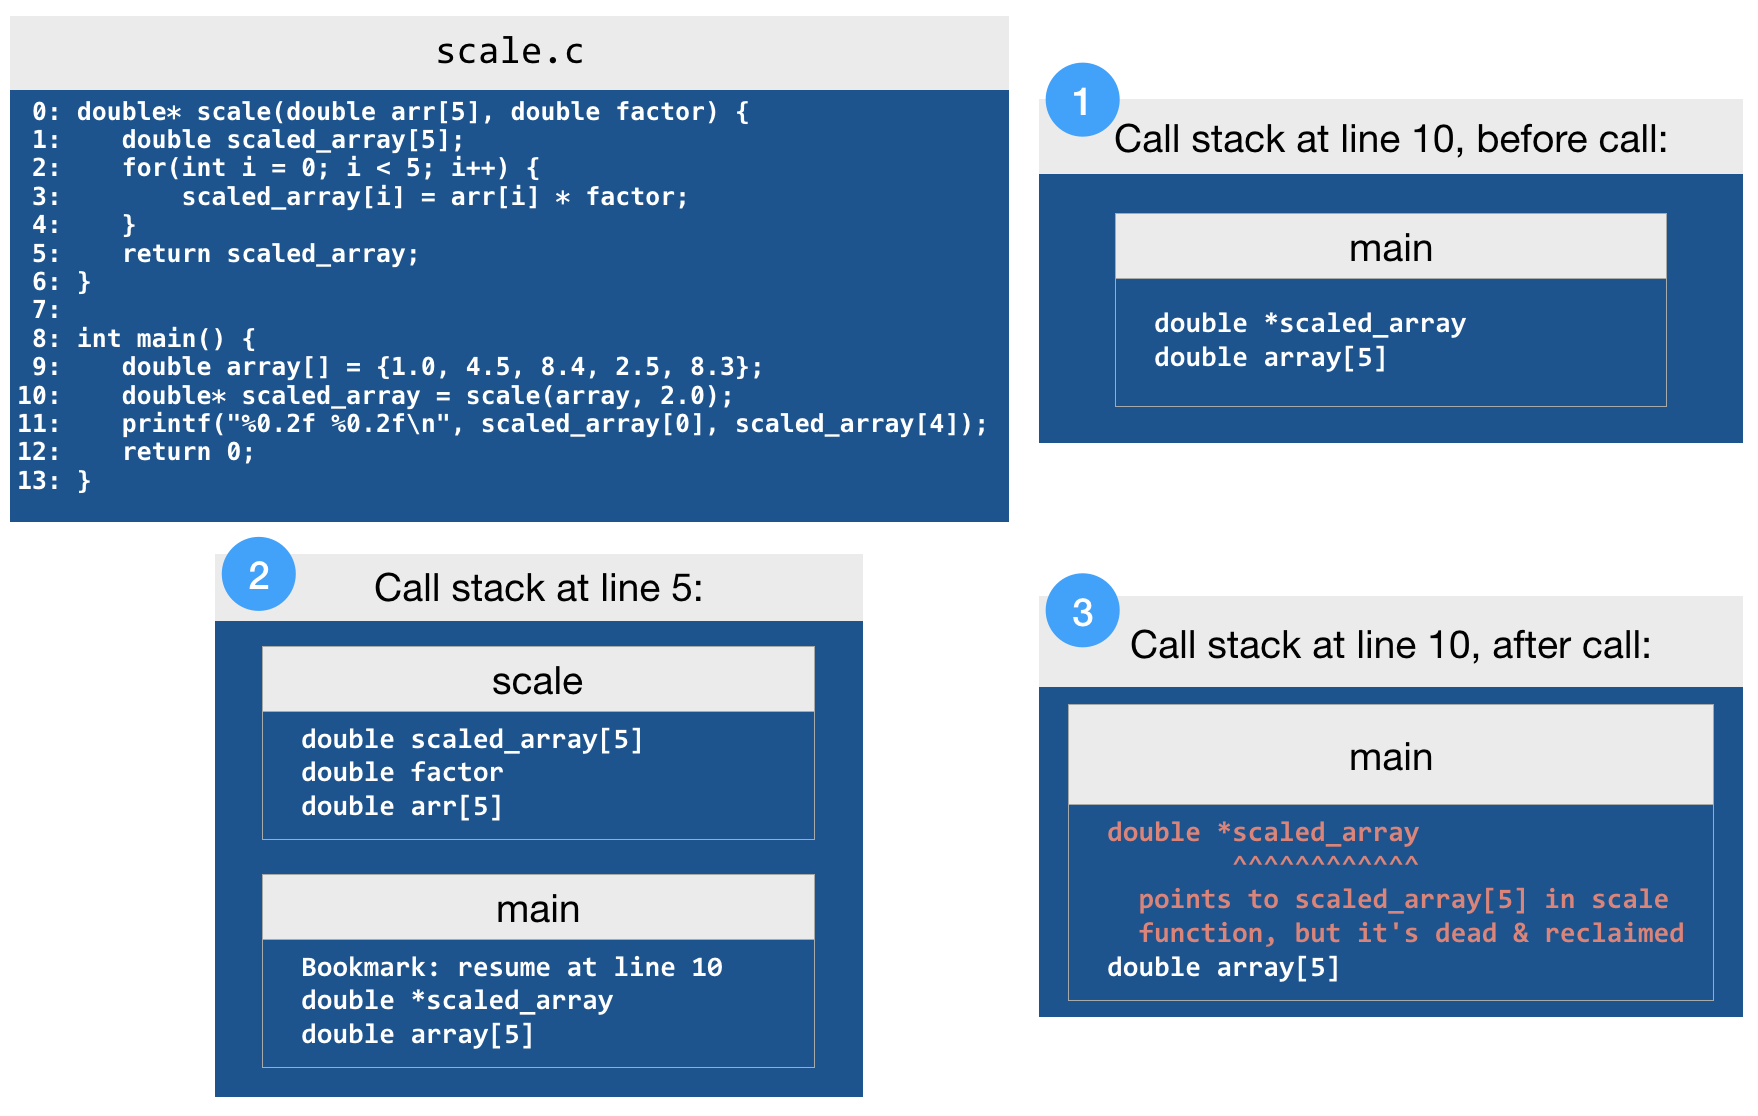 scale.c
0: double* scale(double arr[5], double factor) {
1:    double scaled_array[5];
2:    for(int i = 0; i < 5; i++) {
3:        scaled_array[i] = arr[i] * factor;
4:    }
5:    return scaled_array;
6: }
7:
8: int main() {
9:    double array[] = {1.0, 4.5, 8.4, 2.5, 8.3};
10:    double* scaled_array = scale(array, 2.0);
11:    printf("%0.2f %0.2f\n", scaled_array[0], scaled_array[4]);
12:    return 0;
13: }
1
Call stack at line 10, before call:
main
double *scaled_array
double array[5]
2
Call stack at line 5:
scale
double scaled_array[5]
double factor
double arr[5]
main
Bookmark: resume at line 10
double *scaled_array
double array[5]
3
Call stack at line 10, after call:
main
double *scaled_array
^^^^^^^^^^^^
points to scaled_array[5] in scale
function, but it's dead & reclaimed
double array[5]